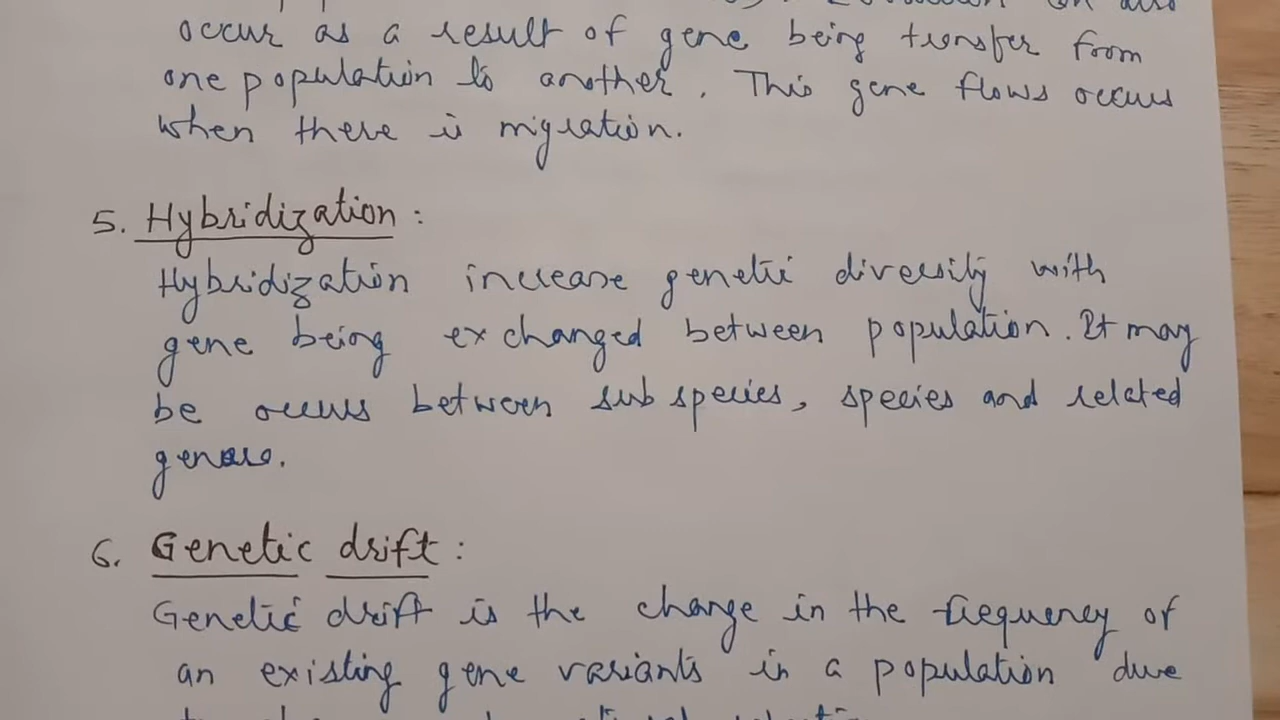 occur as a result of gene being transfer from
one population to another. This gene flows occurs
when there is migration.
5. Hybridization :
Hybridization increase genetic diversity with
gene being exchanged between population. It may
be occurs between sub species, species and related
6. Genetic drift :
Genetic drift is the change in the frequency of
an existing gene variants in a population due